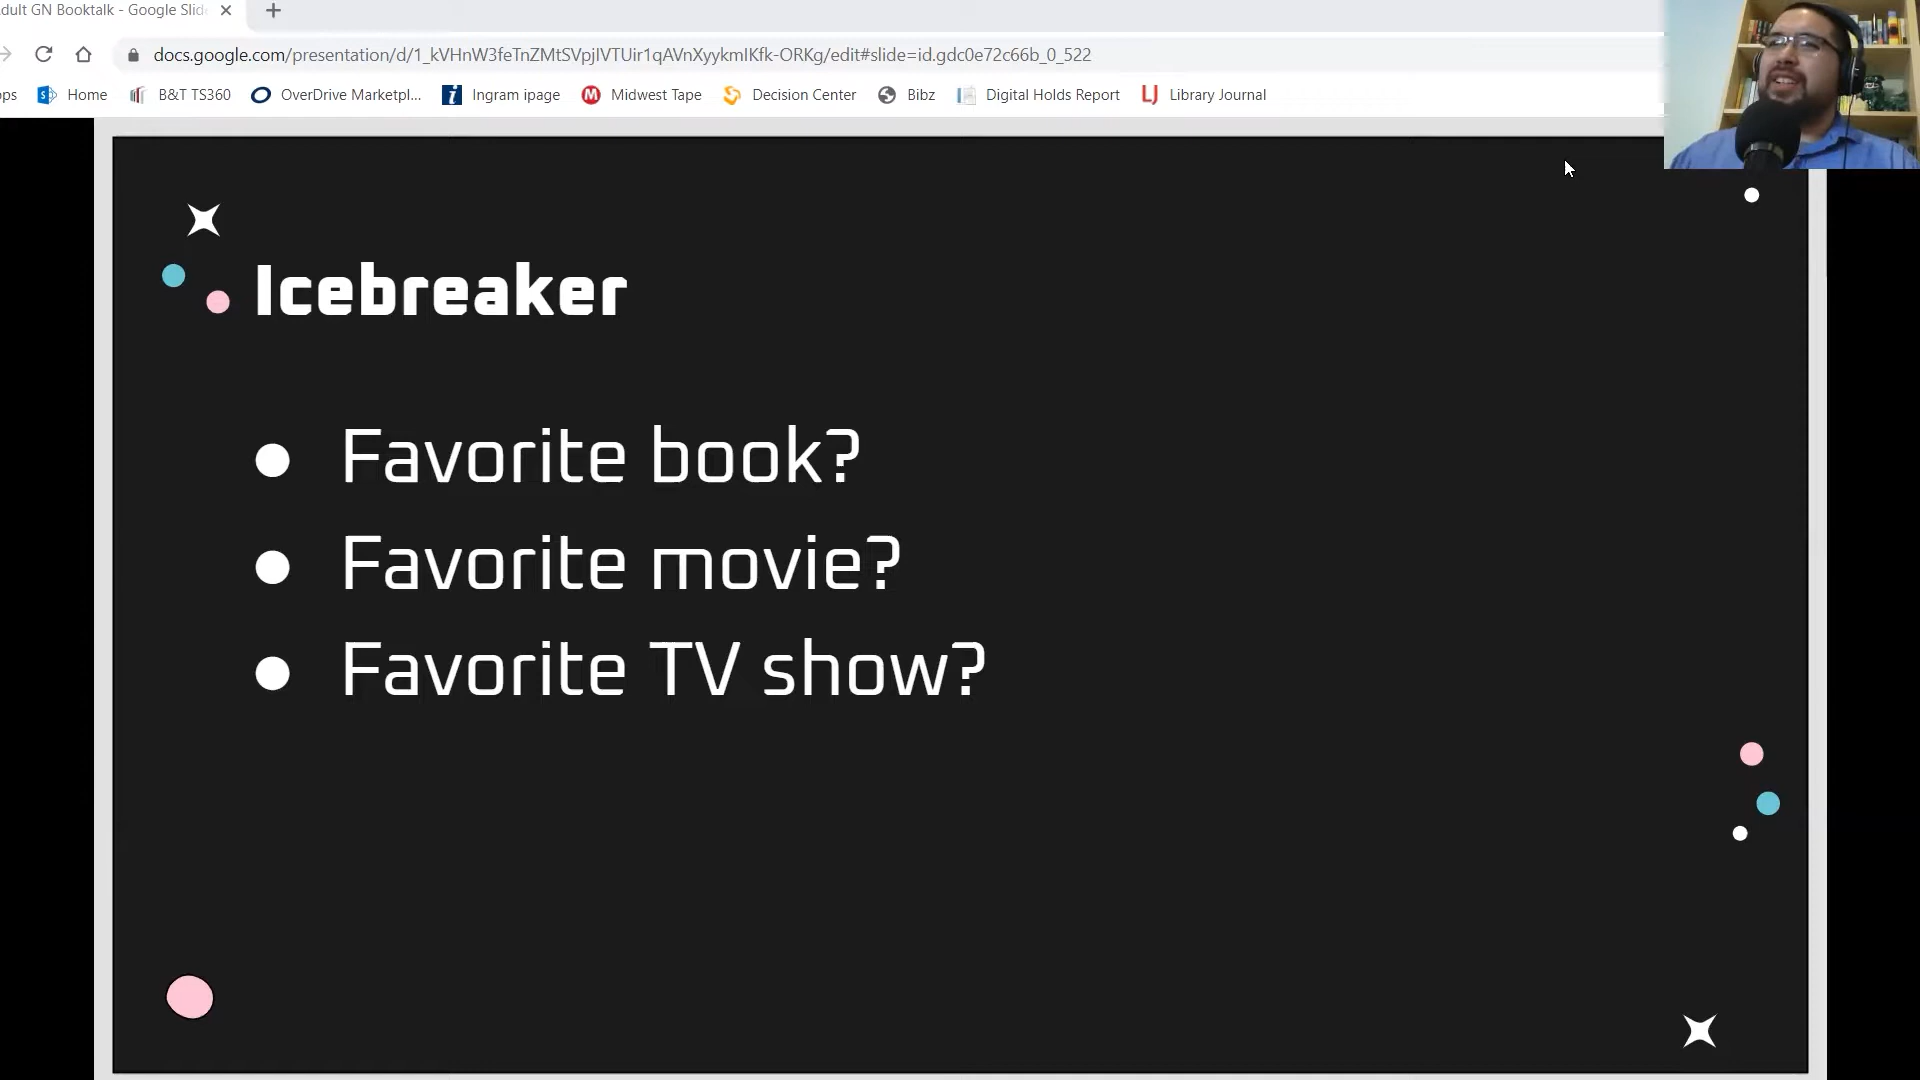 dult GN Booktalk - Google Slid
docs.google.com/presentation/d/1_kVHnW3feTnZMtSVpjIVTUir1qAVnXyykmIKfk-ORKg/edit#slide=id.gdc0e72c66b_0_522
ps Home B&T TS360 OverDrive Marketpl... Ingram ipage Midwest Tape Decision Center Bibz Digital Holds Report LJ Library Journal
Icebreaker
● Favorite book?
● Favorite movie?
● Favorite TV show?